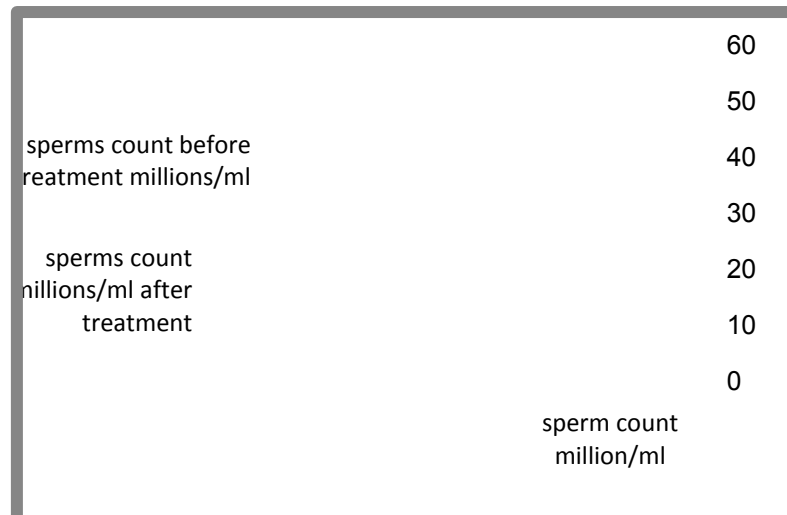 60
50
sperms count before
40
reatment millions/ml
30
sperms count
20
millions/ml after
10
treatment
0
sperm count
million/ml